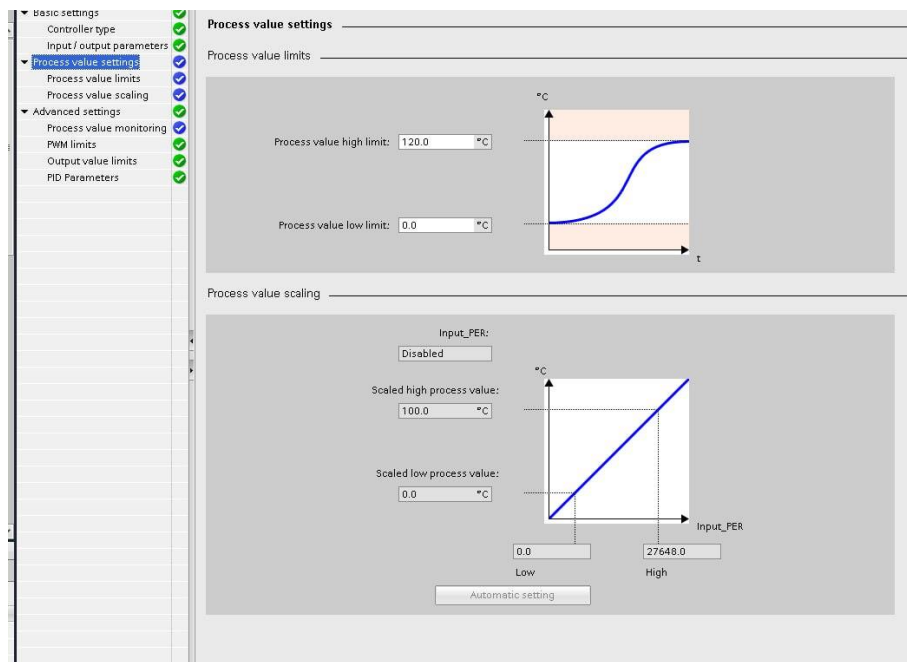 Basic settings
Controller type
Input / output parameters
Process value settings
Process value limits
Process value scaling
Advanced settings
Process value monitoring
PWM limits
Output value limits
PID Parameters
Process value settings
Process value limits
°C
Process value high limit: 120.0 °C
Process value low limit: 0.0 °C
t
Process value scaling
Input_PER:
Disabled
°C
Scaled high process value:
100.0 °C
Scaled low process value:
0.0 °C
Input_PER
0.0 27648.0
Low High
Automatic setting